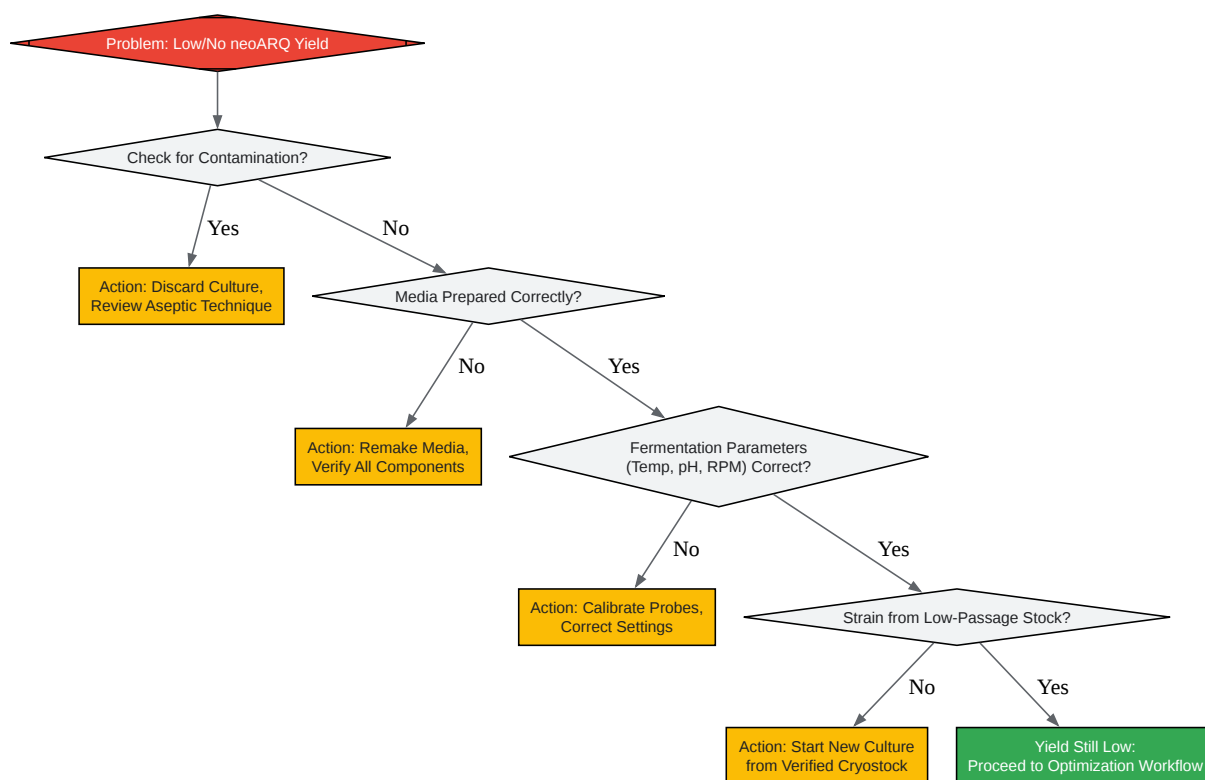 Problem: Low/No neoARQ Yield
Check for Contamination?
Yes
No
Action: Discard Culture,
Review Aseptic Technique
Media Prepared Correctly?
No
Yes
Action: Remake Media,
Verify All Components
Fermentation Parameters
(Temp, pH, RPM) Correct?
No
Yes
Action: Calibrate Probes,
Correct Settings
Strain from Low-Passage Stock?
No
Yes
Action: Start New Culture
from Verified Cryostock
Yield Still Low:
Proceed to Optimization Workflow